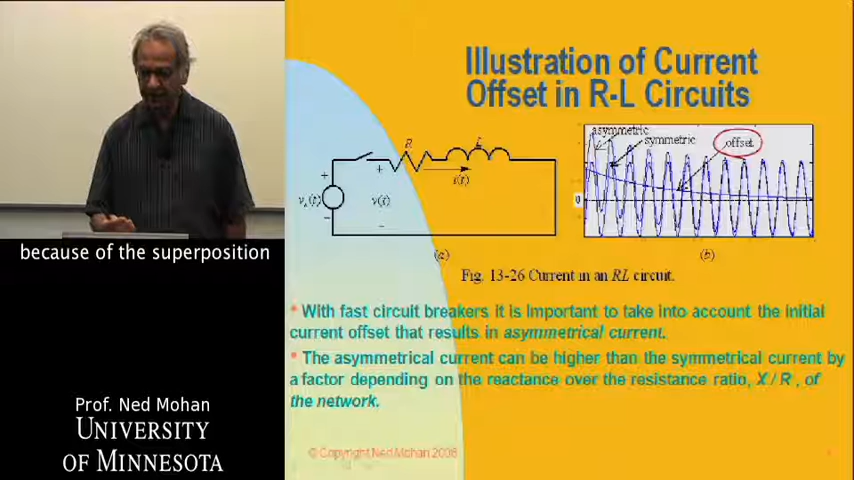 Illustration of Current
Offset in R-L Circuits
asymmetric
symmetric
offset
R
L
+
+
i(t)
v(t)
0
−
−
(a)
(b)
Fig. 13-26 Current in an RL circuit.
* With fast circuit breakers it is important to take into account the initial
current offset that results in asymmetrical current.
* The asymmetrical current can be higher than the symmetrical current by
a factor depending on the reactance over the resistance ratio, X / R , of
the network.
© Copyright Ned Mohan 2006
because of the superposition
Prof. Ned Mohan
UNIVERSITY
OF MINNESOTA